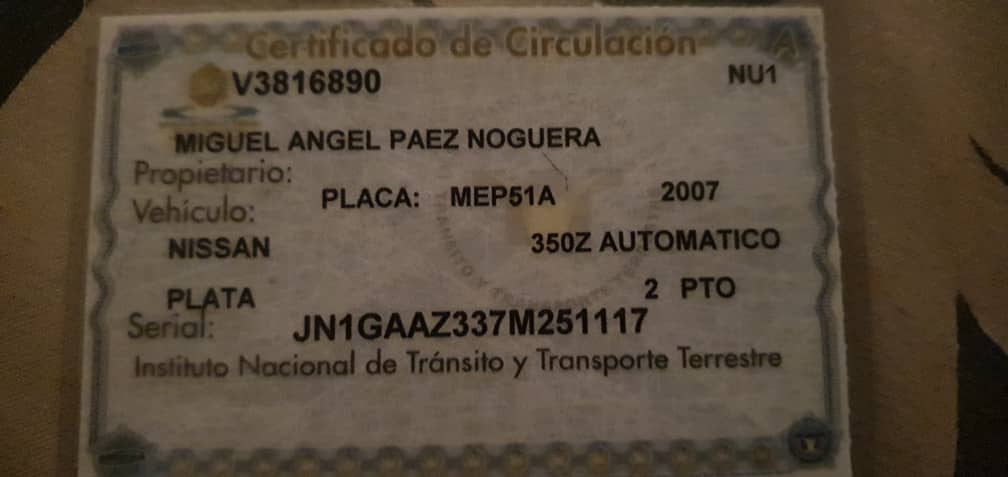 Certificado de Circulación A
V3816890 NU1
MIGUEL ANGEL PAEZ NOGUERA
Propietario:
PLACA: MEP51A 2007
Vehículo:
NISSAN 350Z AUTOMATICO
PLATA 2 PTO
Serial: JN1GAAZ337M251117
Instituto Nacional de Tránsito y Transporte Terrestre